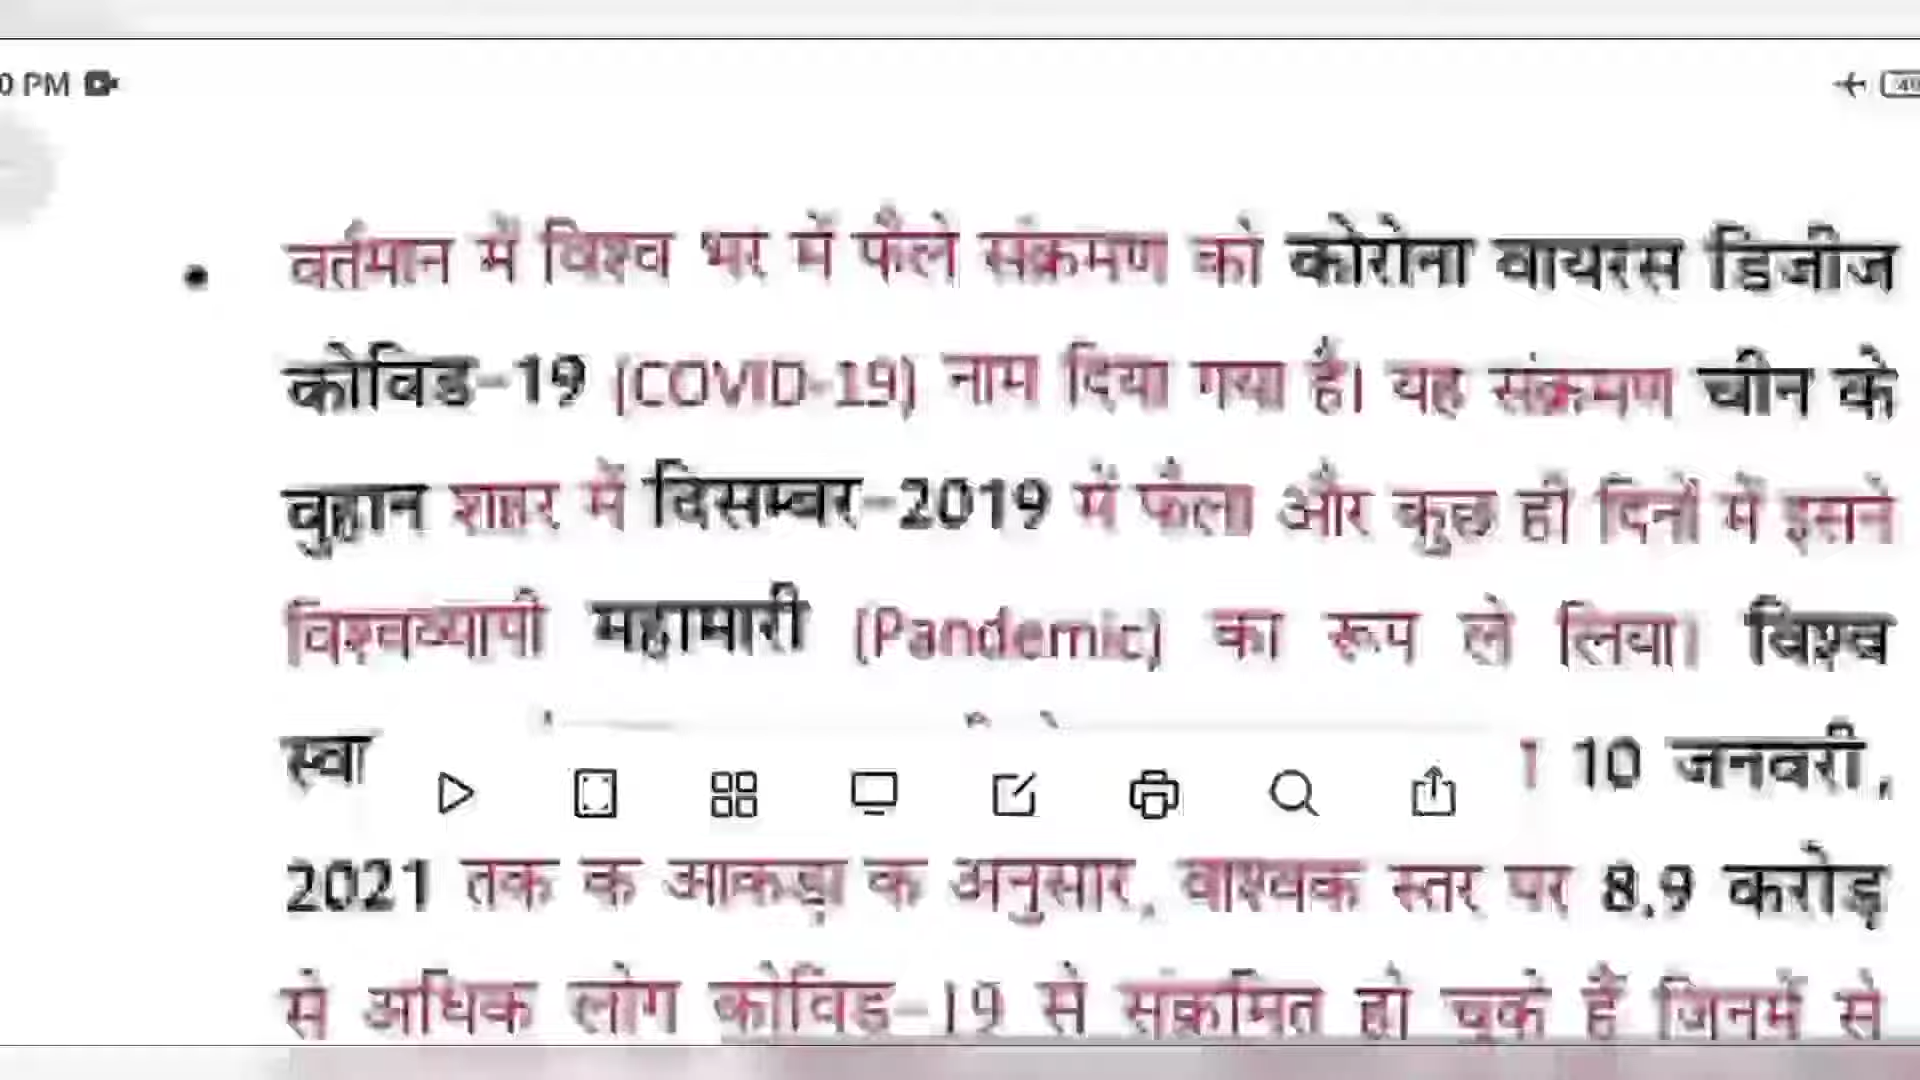 0 PM
49
• वर्तमान में विश्व भर में फैले संक्रमण को कोरोना वायरस डिजीज
कोविड-19 (COVID-19) नाम दिया गया है। यह संक्रमण चीन के
वुहान शहर में दिसम्बर-2019 में फैला और कुछ ही दिनों में इसने
विश्वव्यापी महामारी (Pandemic) का रूप ले लिया। विश्व
स्वा 10 जनवरी,
2021 तक के आंकड़ों के अनुसार, वैश्विक स्तर पर 8.9 करोड़
से अधिक लोग कोविड-19 से संक्रमित हो चुके हैं जिनमें से